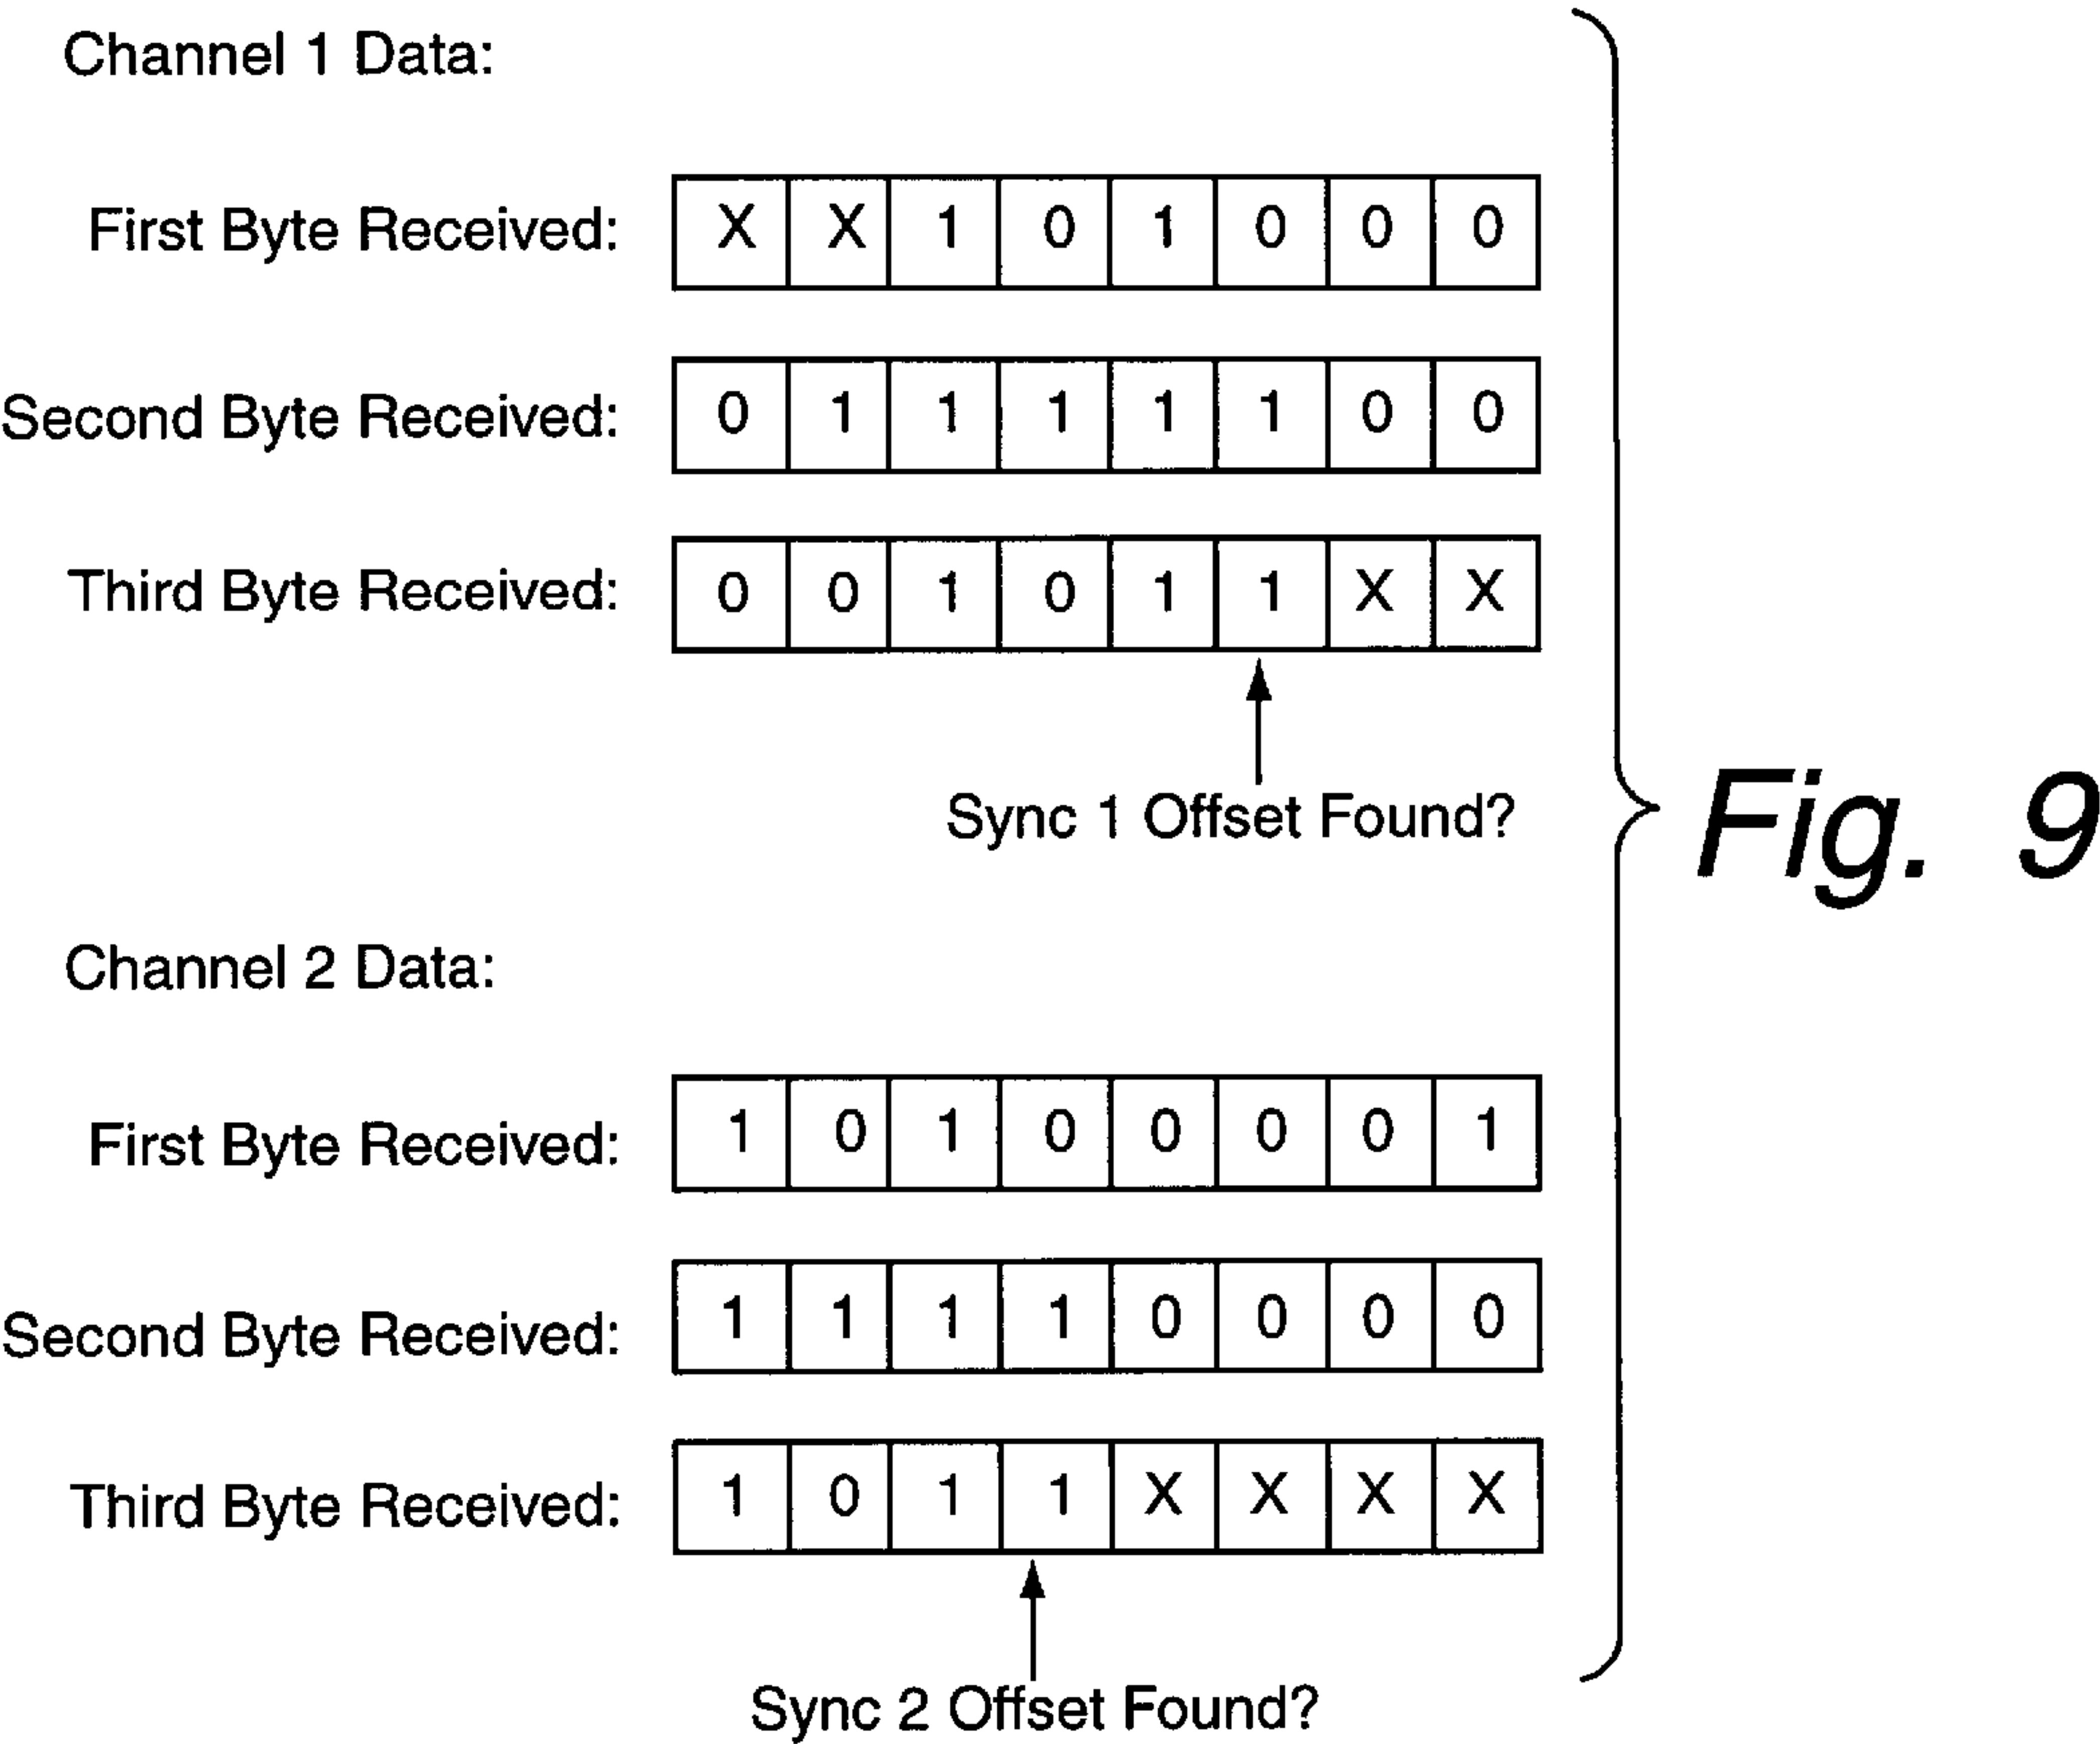 Channel 1 Data:
First Byte Received: X X 1 0 1 0 0 0
Second Byte Received: 0 1 1 1 1 1 0 0
Third Byte Received: 0 0 1 0 1 1 X X
Sync 1 Offset Found?
Fig. 9
Channel 2 Data:
First Byte Received: 1 0 1 0 0 0 0 1
Second Byte Received: 1 1 1 1 0 0 0 0
Third Byte Received: 1 0 1 1 X X X X
Sync 2 Offset Found?